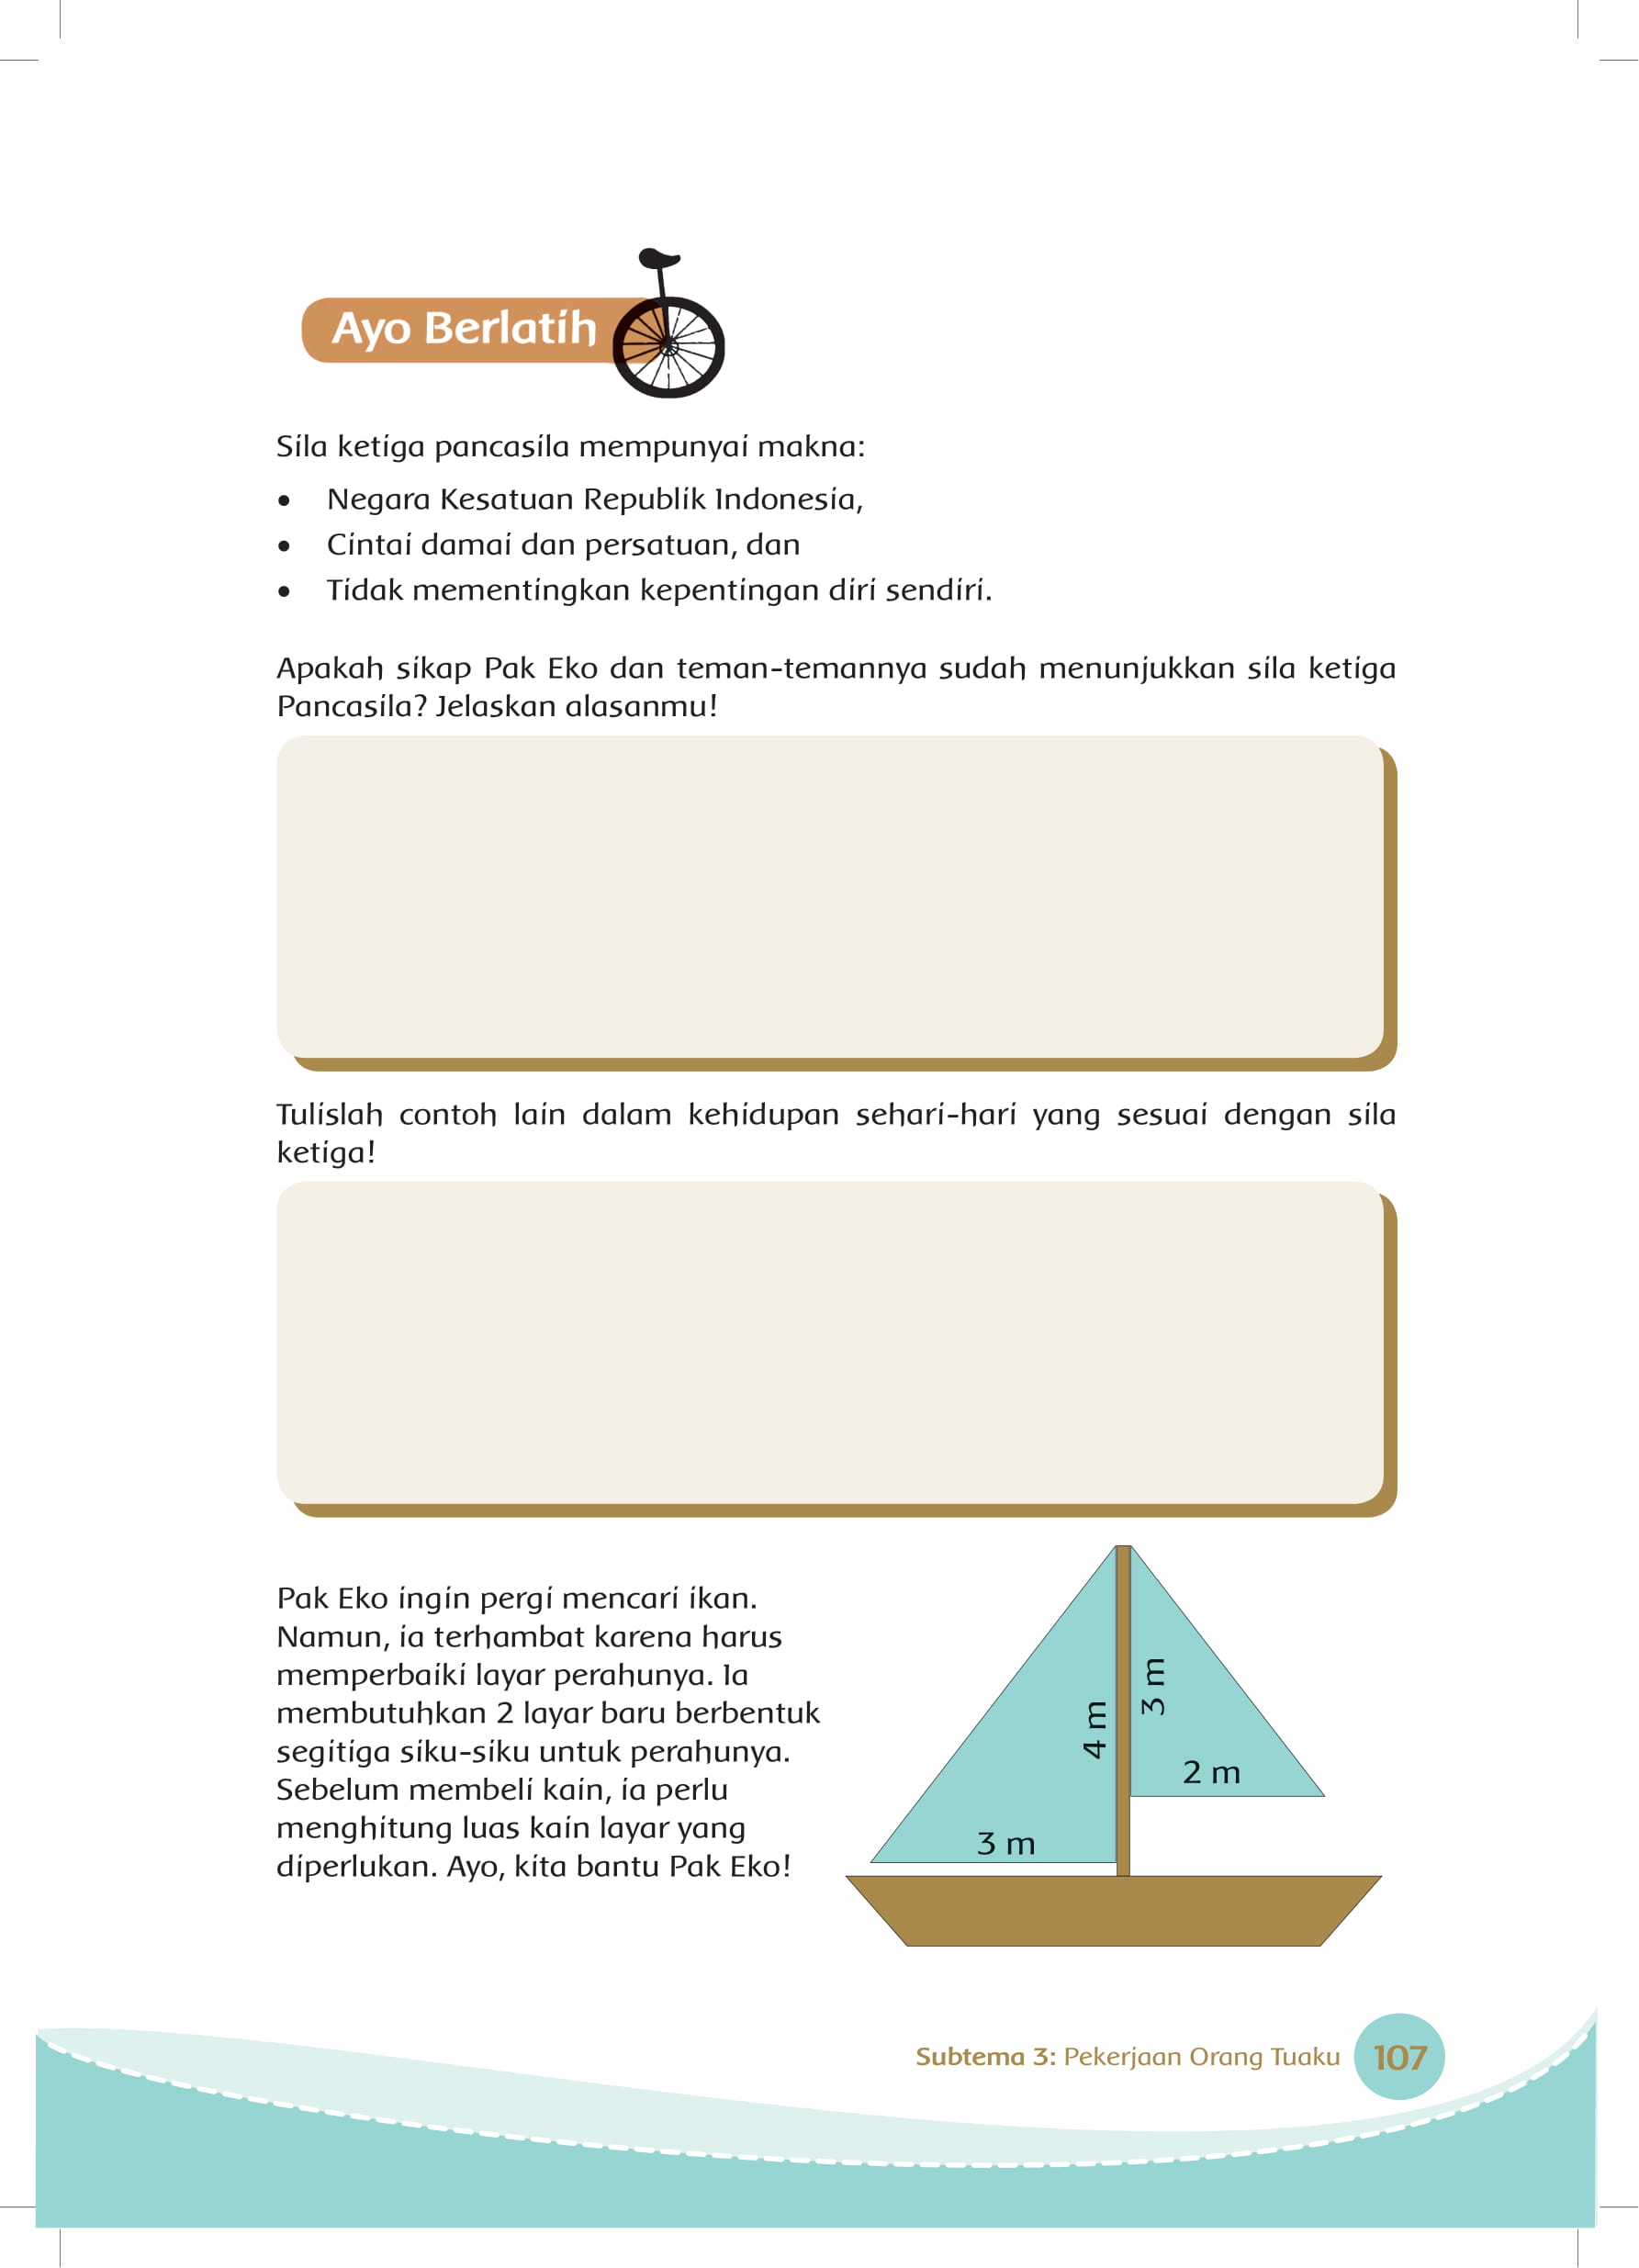 Ayo Berlatih
Sila ketiga pancasila mempunyai makna:
• Negara Kesatuan Republik Indonesia,
• Cintai damai dan persatuan, dan
• Tidak mementingkan kepentingan diri sendiri.
Apakah sikap Pak Eko dan teman-temannya sudah menunjukkan sila ketiga
Pancasila? Jelaskan alasanmu!
Tulislah contoh lain dalam kehidupan sehari-hari yang sesuai dengan sila
ketiga!
Pak Eko ingin pergi mencari ikan.
Namun, ia terhambat karena harus
memperbaiki layar perahunya. Ia
membutuhkan 2 layar baru berbentuk
segitiga siku-siku untuk perahunya.
Sebelum membeli kain, ia perlu
menghitung luas kain layar yang
diperlukan. Ayo, kita bantu Pak Eko!
4 m
3 m
2 m
3 m
Subtema 3: Pekerjaan Orang Tuaku 107